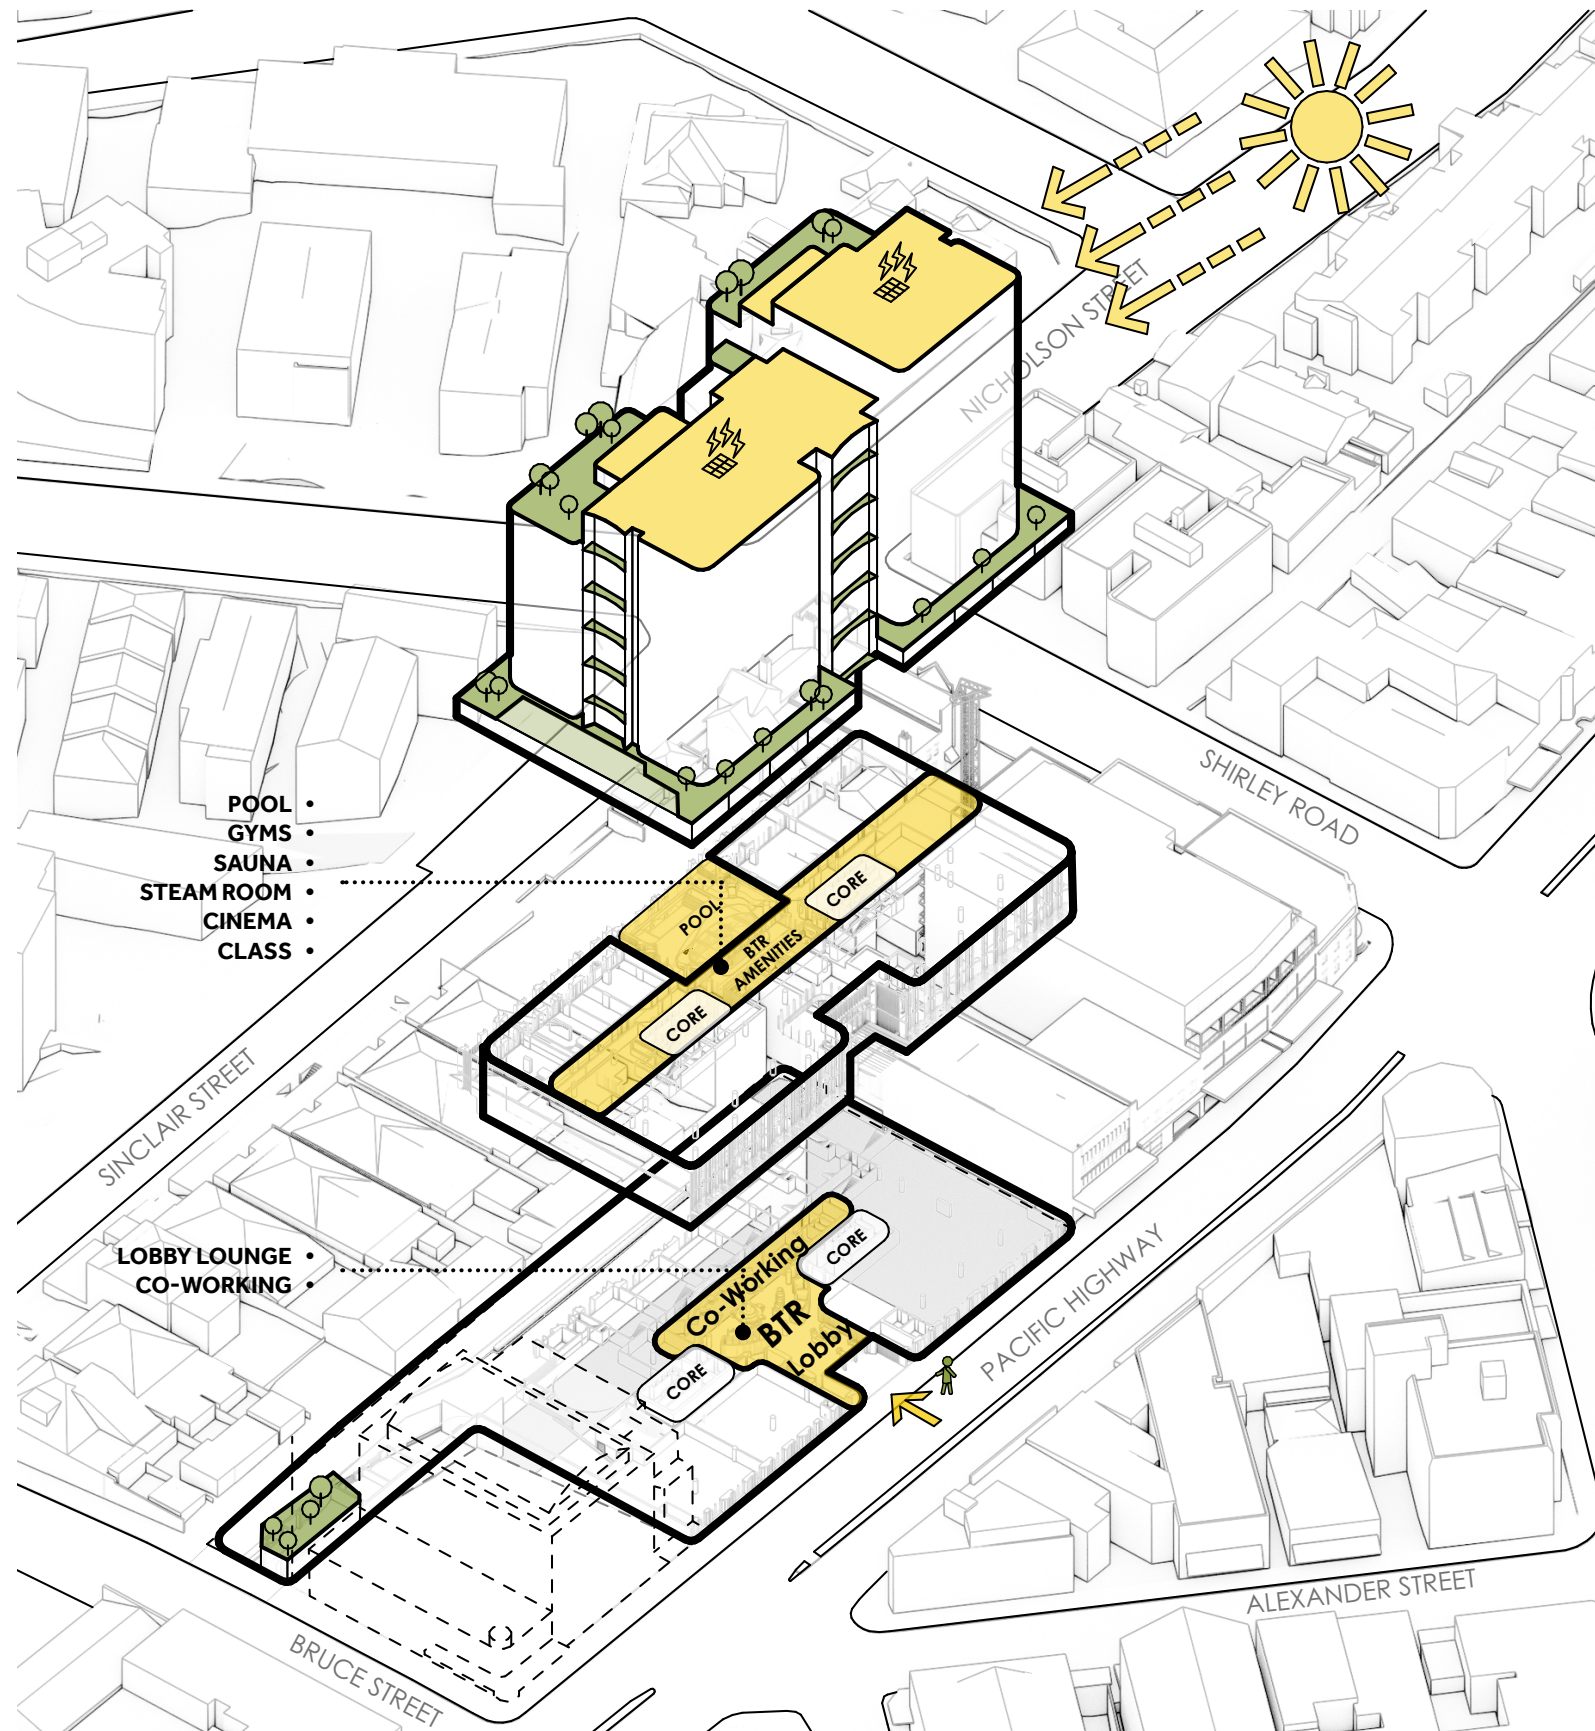 NICHOLSON STREET
SHIRLEY ROAD
POOL •
GYMS •
SAUNA •
STEAM ROOM •
CINEMA •
CLASS •
CORE
POOL
BTR
AMENITIES
CORE
SINCLAIR STREET
LOBBY LOUNGE •
CO-WORKING •
Co-Working
CORE
BTR
Lobby
CORE
PACIFIC HIGHWAY
ALEXANDER STREET
BRUCE STREET